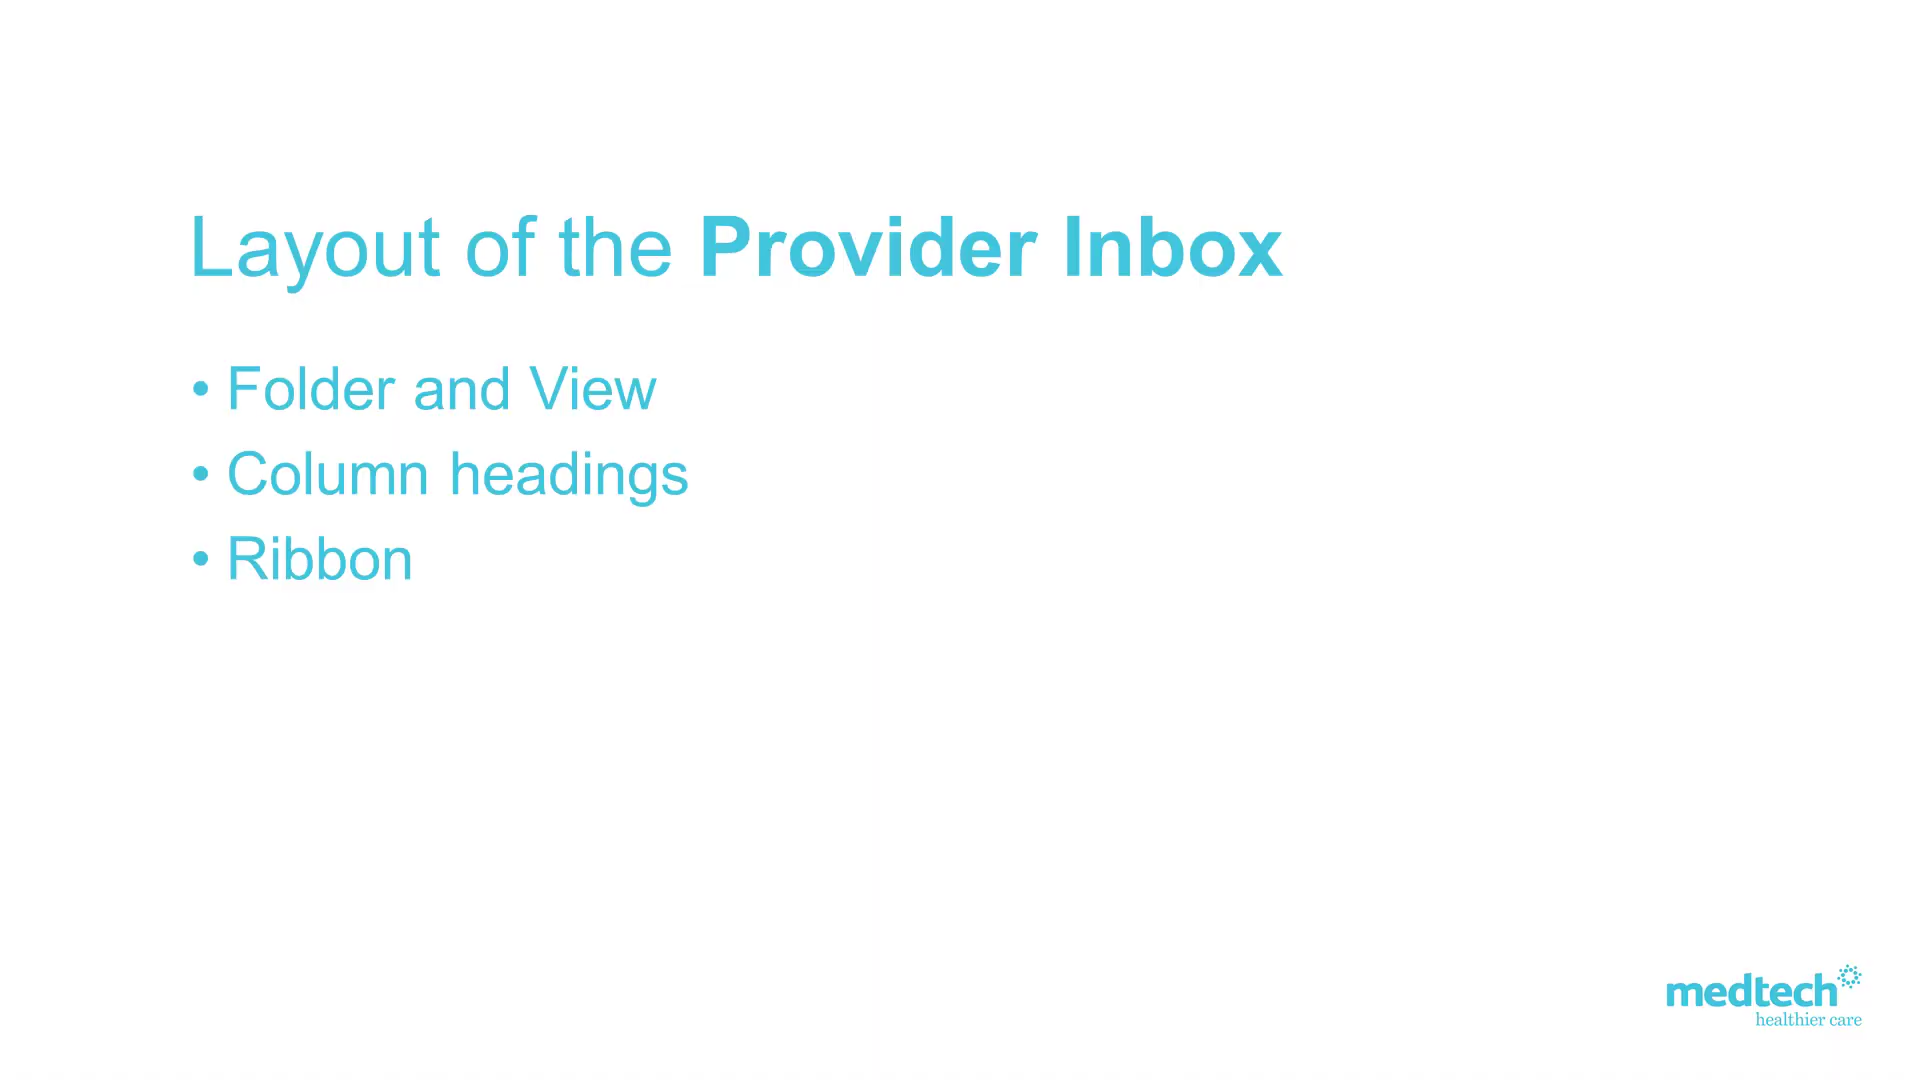 Layout of the Provider Inbox
• Folder and View
• Column headings
• Ribbon
medtech
healthier care